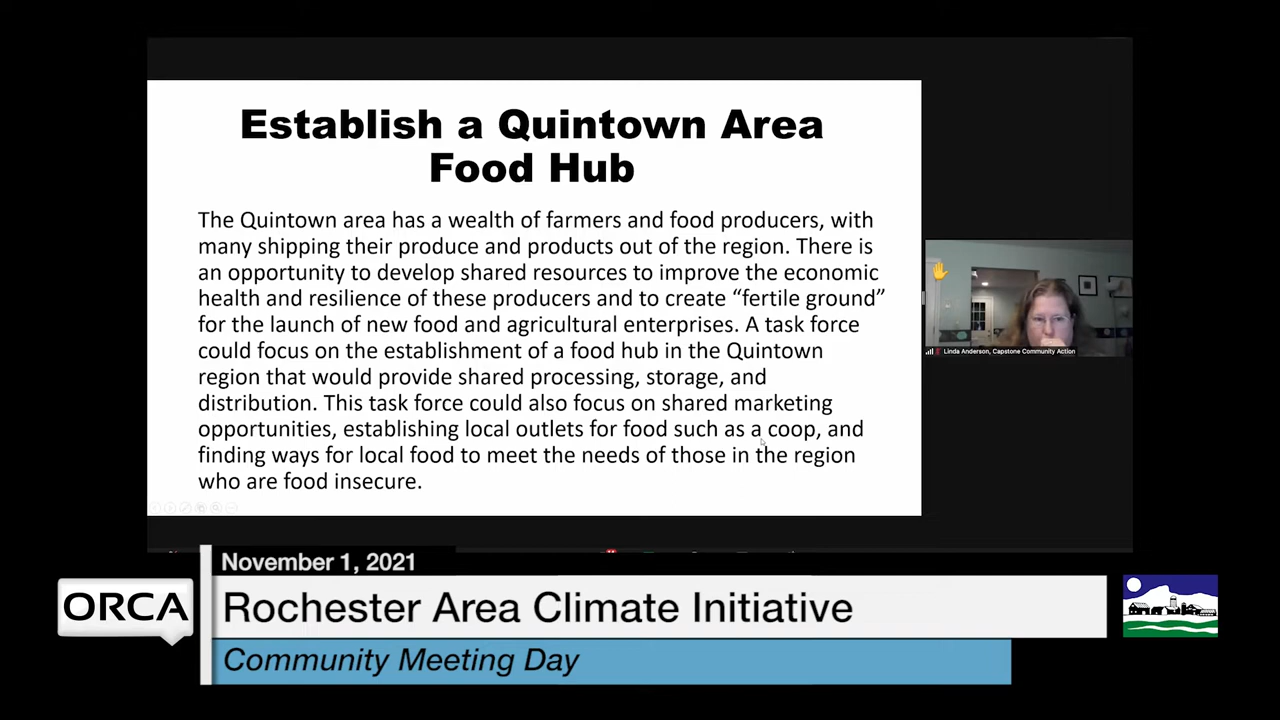 Establish a Quintown Area
Food Hub
The Quintown area has a wealth of farmers and food producers, with
many shipping their produce and products out of the region. There is
an opportunity to develop shared resources to improve the economic
health and resilience of these producers and to create “fertile ground”
for the launch of new food and agricultural enterprises. A task force
could focus on the establishment of a food hub in the Quintown
region that would provide shared processing, storage, and
distribution. This task force could also focus on shared marketing
opportunities, establishing local outlets for food such as a coop, and
finding ways for local food to meet the needs of those in the region
who are food insecure.
Linda Anderson, Capstone Community Action
November 1, 2021
ORCA
Rochester Area Climate Initiative
Community Meeting Day